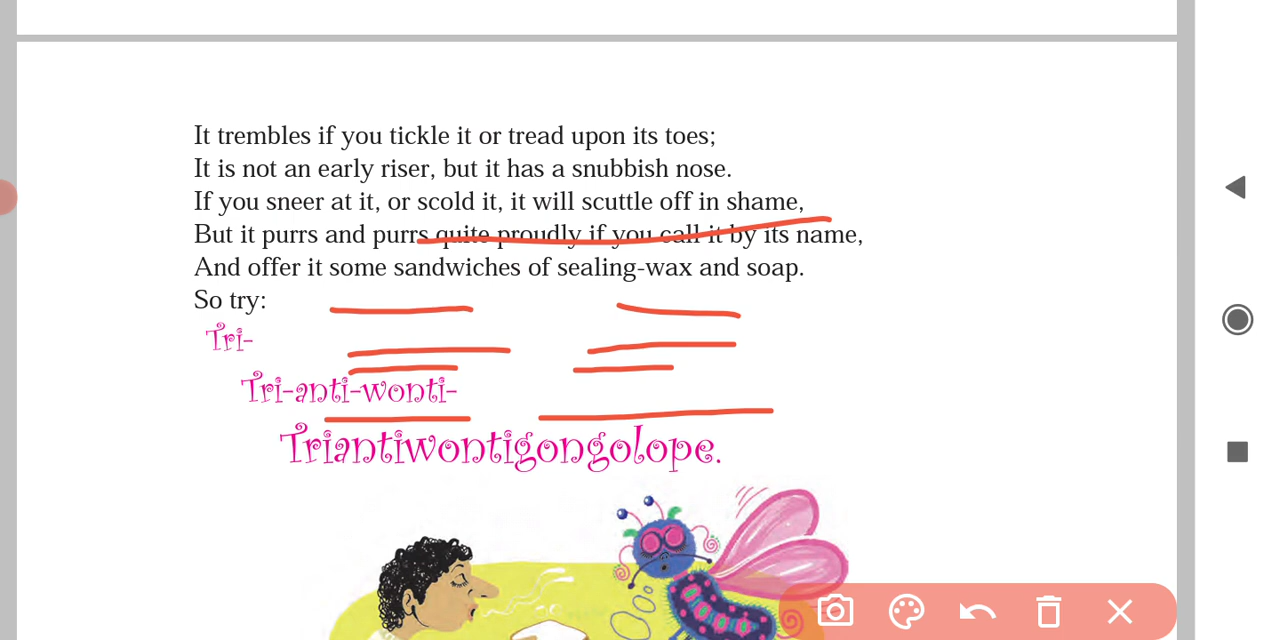 It trembles if you tickle it or tread upon its toes;
It is not an early riser, but it has a snubbish nose.
If you sneer at it, or scold it, it will scuttle off in shame,
But it purrs and purrs quite proudly if you call it by its name,
And offer it some sandwiches of sealing-wax and soap.
So try:
Tri-
Tri-anti-wonti-
Triantiwontigongolope.